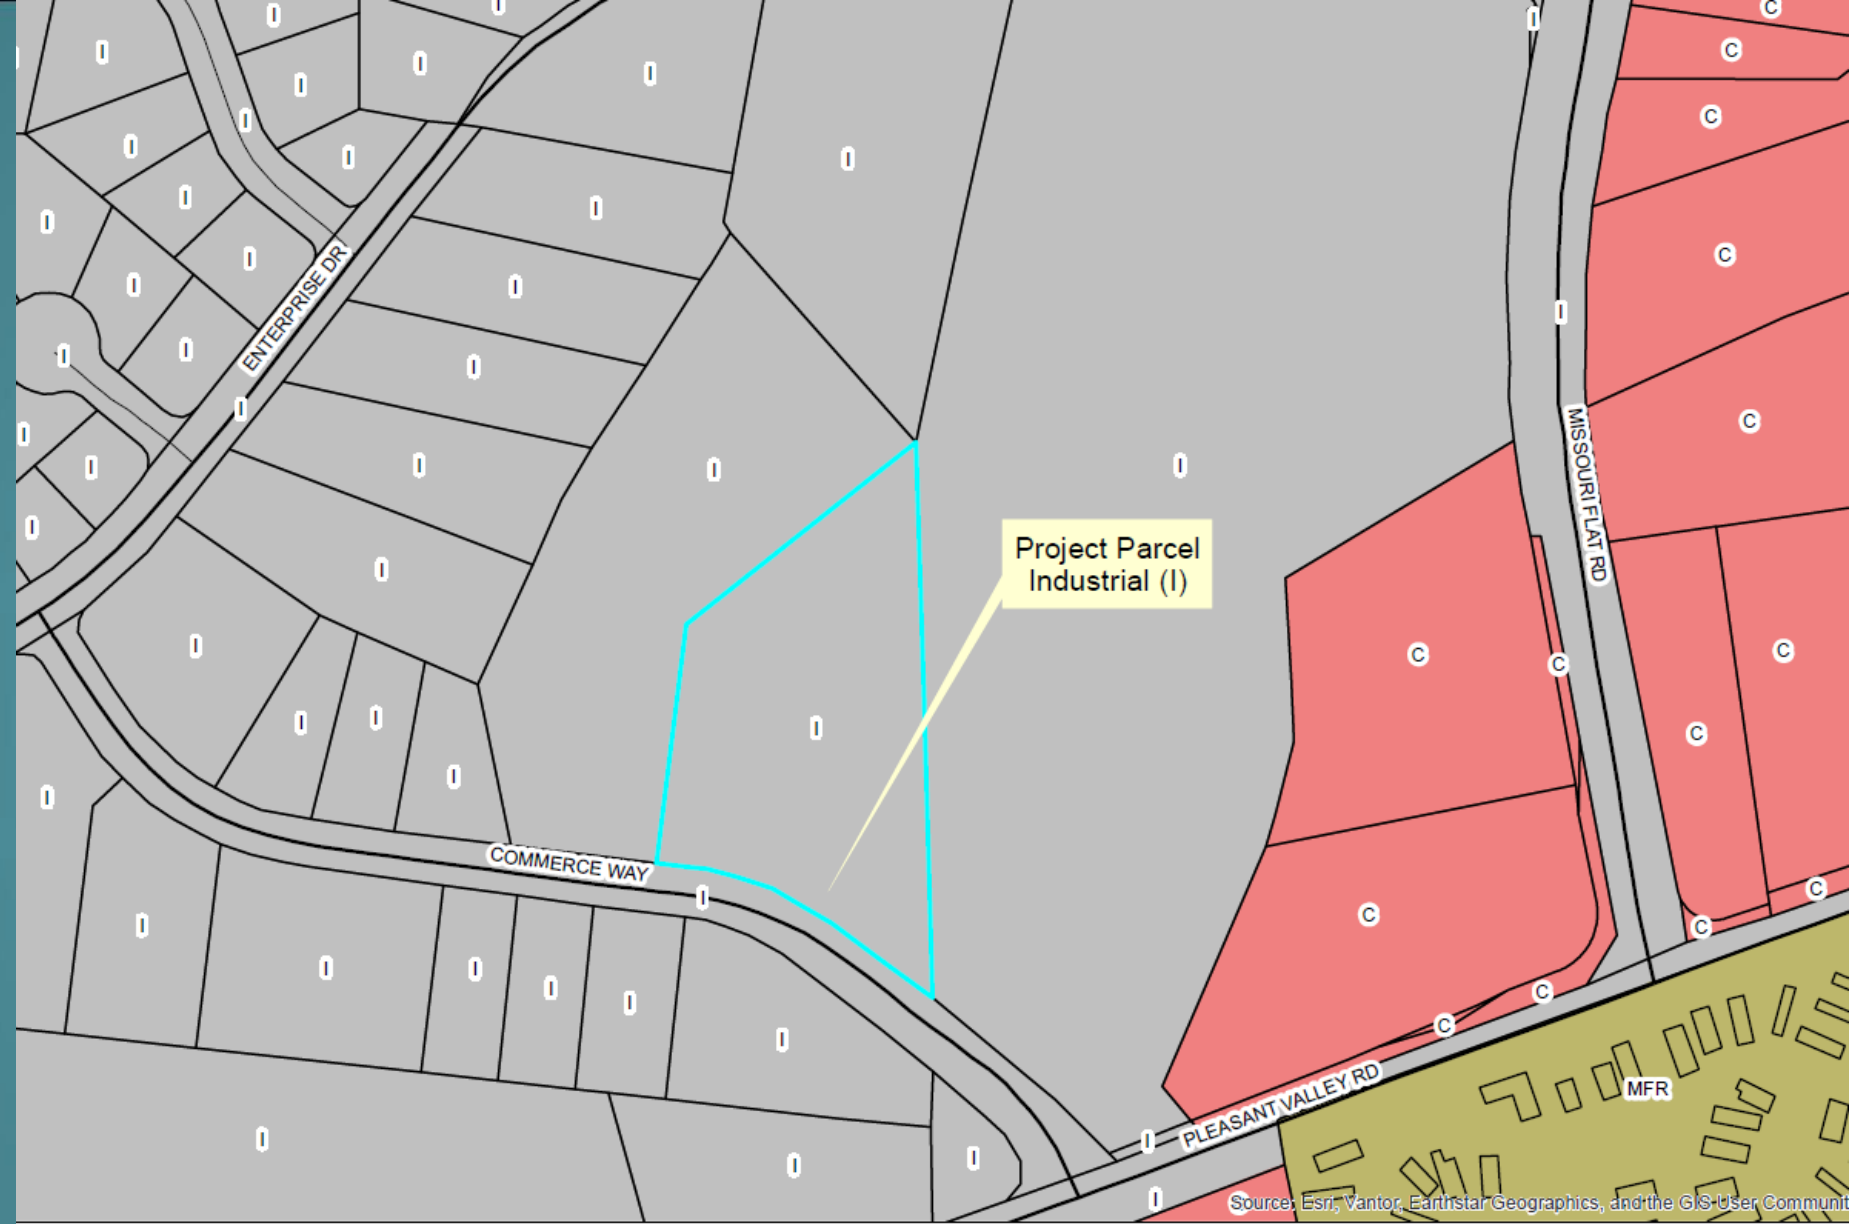 I
I
C
I
I
I
C
I
I
I
C
I
I
I
I
I
I
I
C
I
I
I
ENTERPRISE DR
I
I
I
I
I
I
C
MISSOURI FLAT RD
I
I
I
I
I
I
I
Project Parcel
Industrial (I)
I
I
C
C
C
I
I
I
C
I
I
I
COMMERCE WAY
I
C
C
I
C
I
I
I
I
C
C
I
MFR
PLEASANT VALLEY RD
I
I
I
I
I
C
Source: Esri, Vantor, Earthstar Geographics, and the GIS User Communit